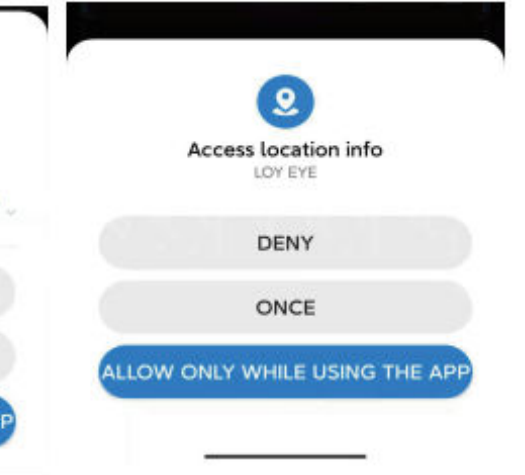 Access location info
LOY EYE
DENY
ONCE
ALLOW ONLY WHILE USING THE APP
P